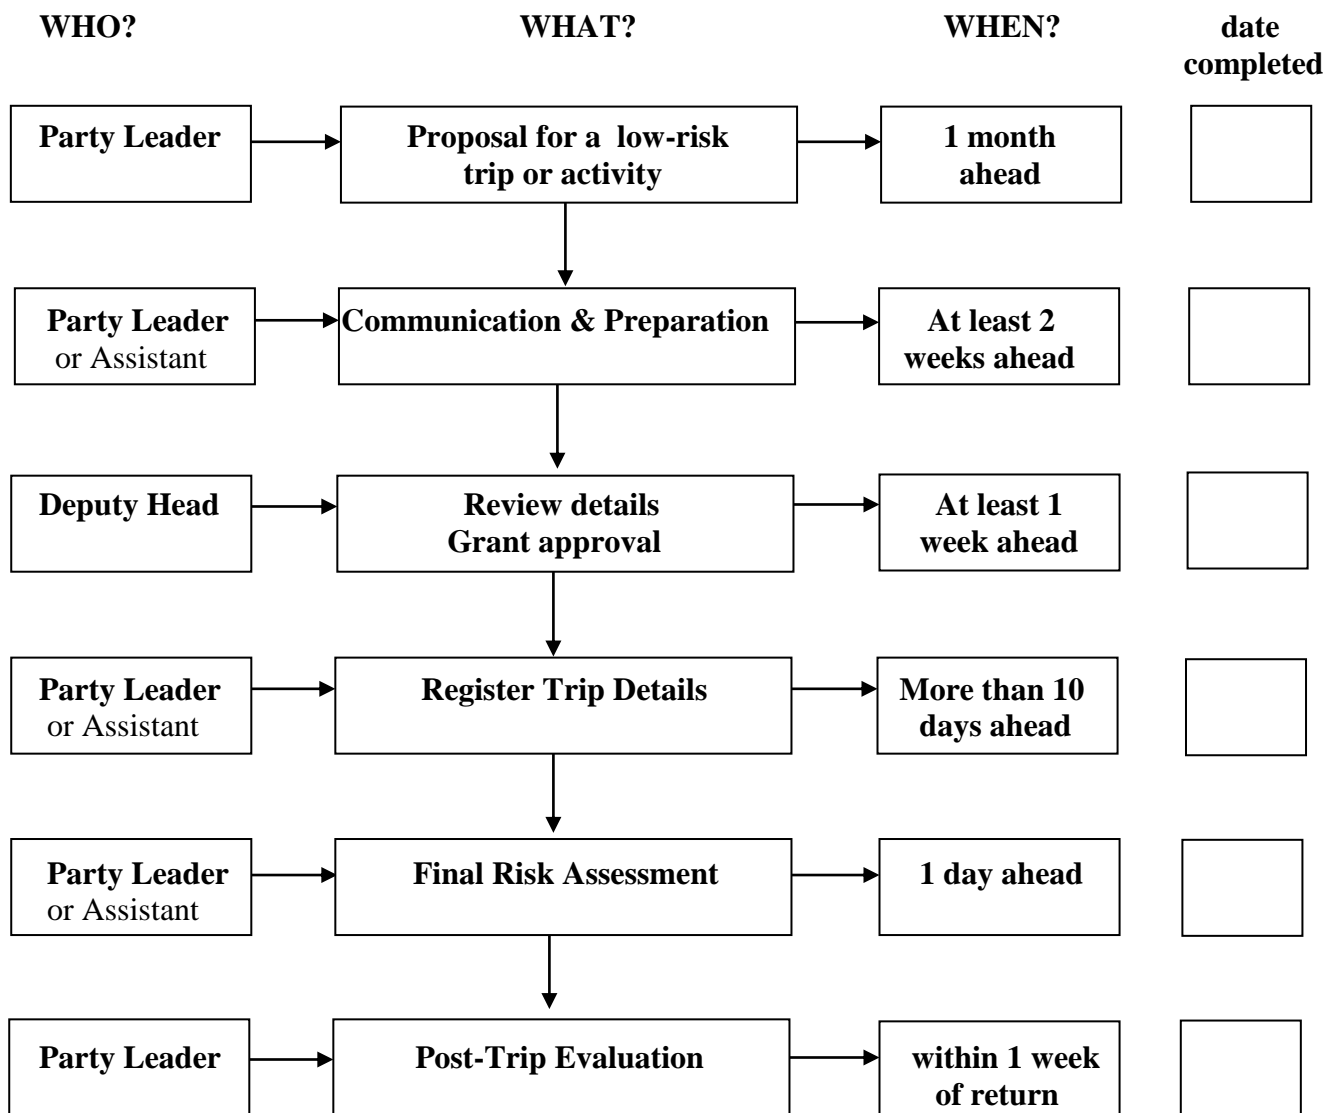 WHO?
WHAT?
WHEN?
date
completed
Party Leader
Proposal for a low-risk
trip or activity
1 month
ahead
Party Leader
or Assistant
Communication & Preparation
At least 2
weeks ahead
Deputy Head
Review details
Grant approval
At least 1
week ahead
Party Leader
or Assistant
Register Trip Details
More than 10
days ahead
Party Leader
or Assistant
Final Risk Assessment
1 day ahead
Party Leader
Post-Trip Evaluation
within 1 week
of return